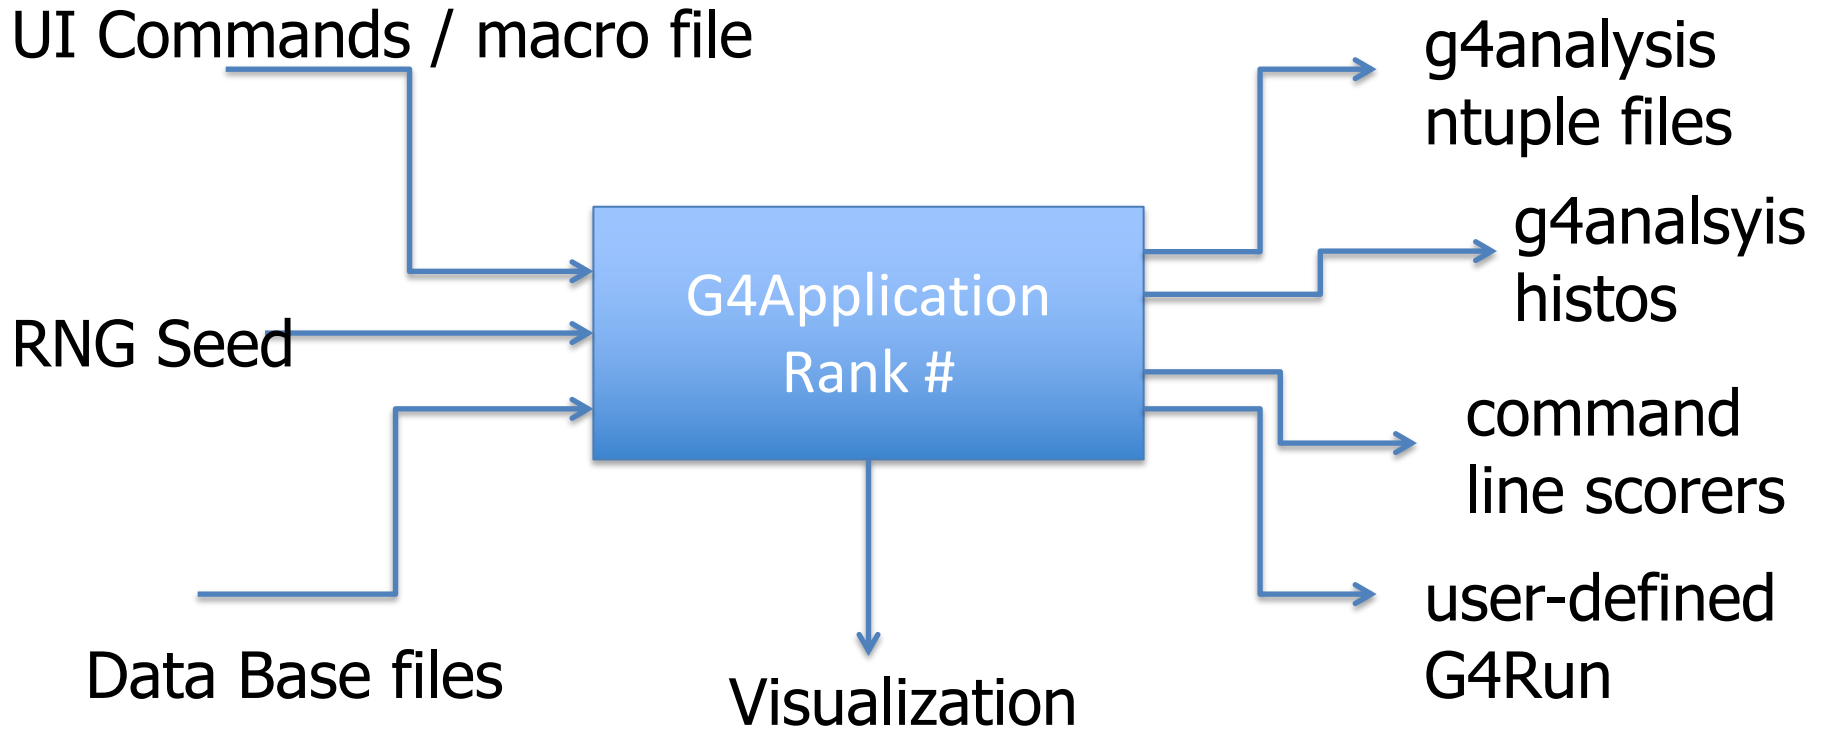 UI Commands / macro file
RNG Seed
Data Base files
G4Application
Rank #
Visualization
g4analysis
ntuple files
g4analsyis
histos
command
line scorers
user-defined
G4Run